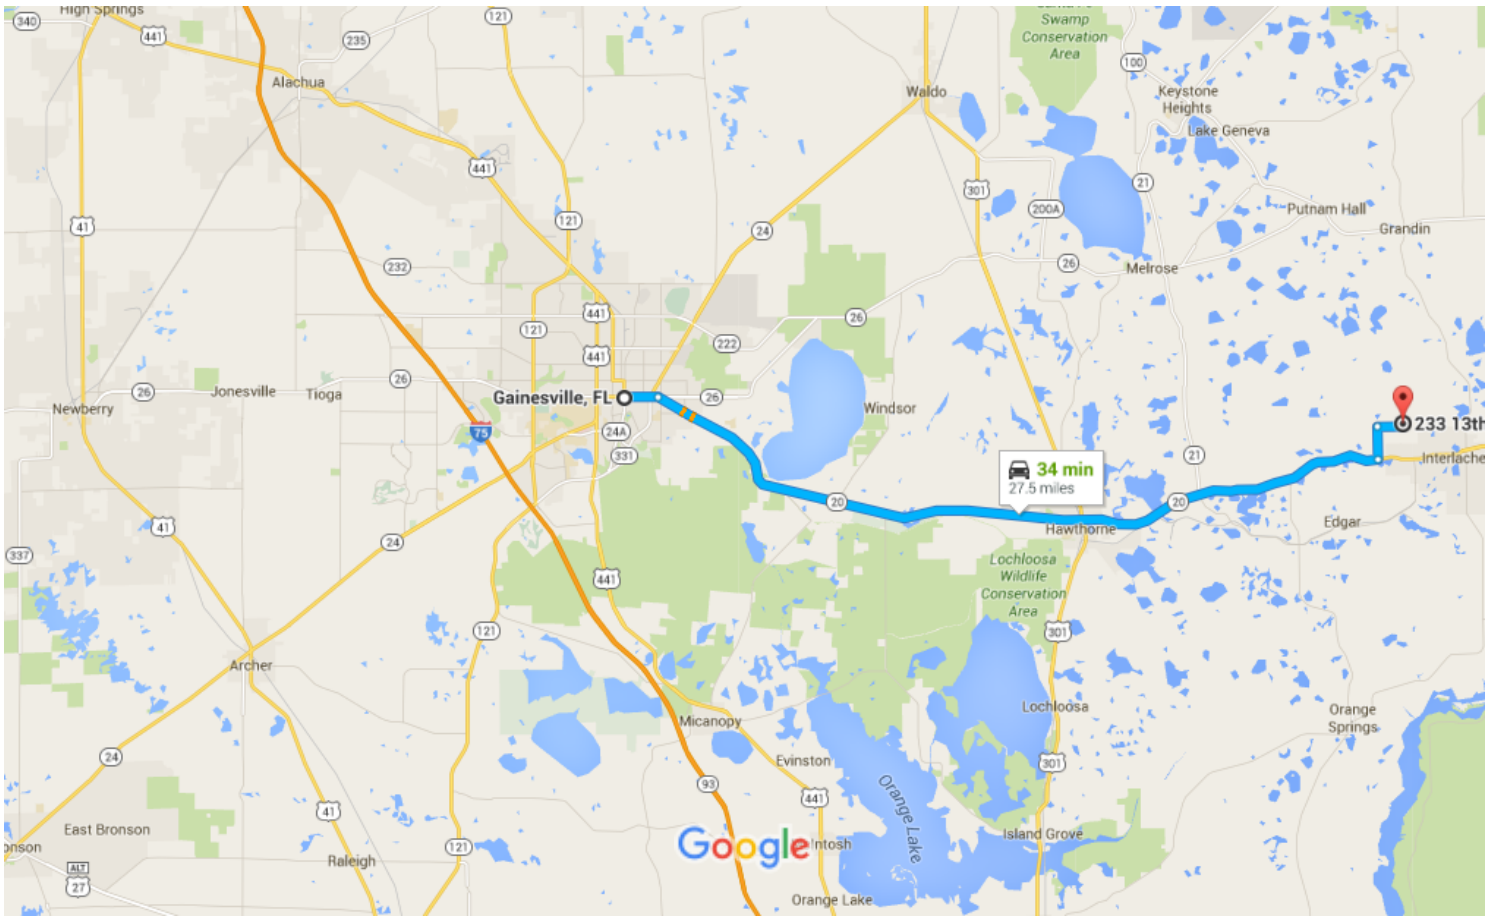 High Springs
340
441
121
235
Alachua
Swamp
Conservation
Area
100
Waldo
Keystone
Heights
Lake Geneva
441
301
21
41
121
200A
Putnam Hall
24
Grandin
232
26
Melrose
441
26
121
222
441
26
Jonesville
Tioga
26
Gainesville, FL
26
Newberry
Windsor
75
24A
233 13th
331
21
Interlache
34 min
27.5 miles
20
20
Hawthorne
Edgar
41
24
337
441
Lochloosa
Wildlife
Conservation
Area
121
301
Archer
Lochloosa
Orange
Springs
Micanopy
24
Evinston
301
93
441
Orange Lake
41
East Bronson
Island Grove
onson
121
Google
Intosh
Raleigh
ALT
27
Orange Lake